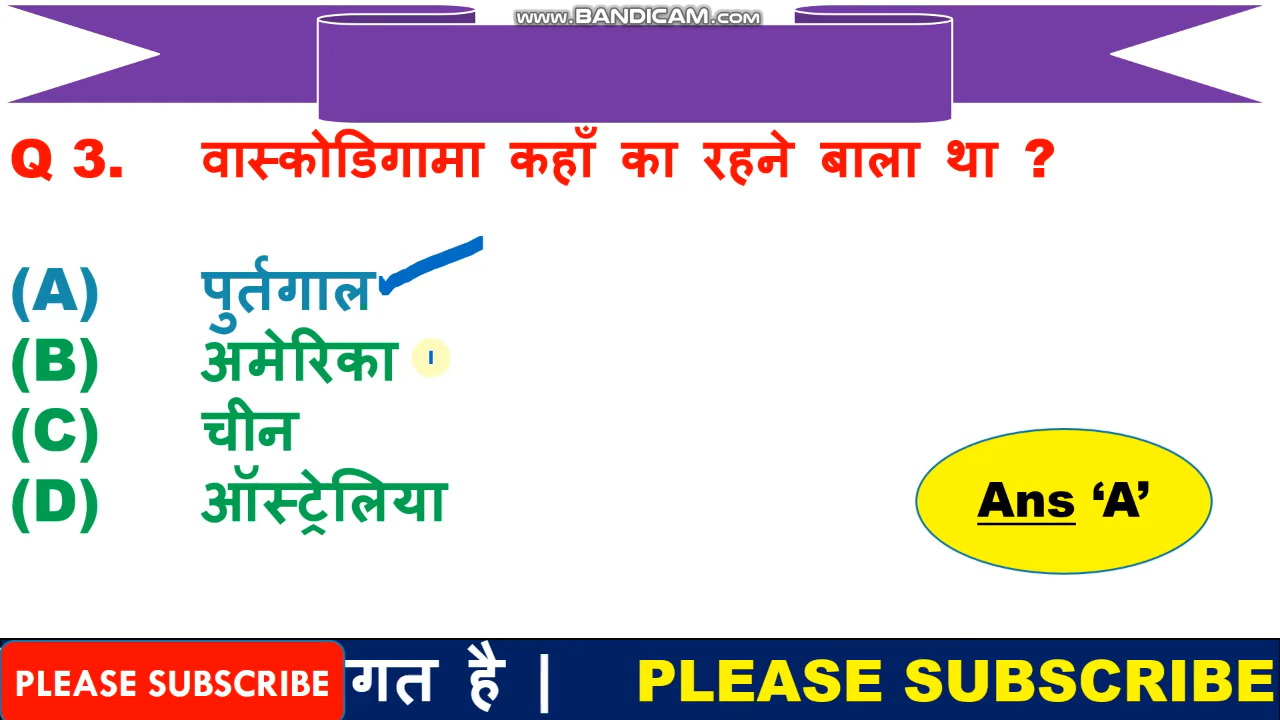 www.BANDICAM.com
Q 3. वास्कोडिगामा कहाँ का रहने बाला था ?
(A) पुर्तगाल
(B) अमेरिका
(C) चीन
(D) ऑस्ट्रेलिया
Ans ‘A’
PLEASE SUBSCRIBE गत है | PLEASE SUBSCRIBE